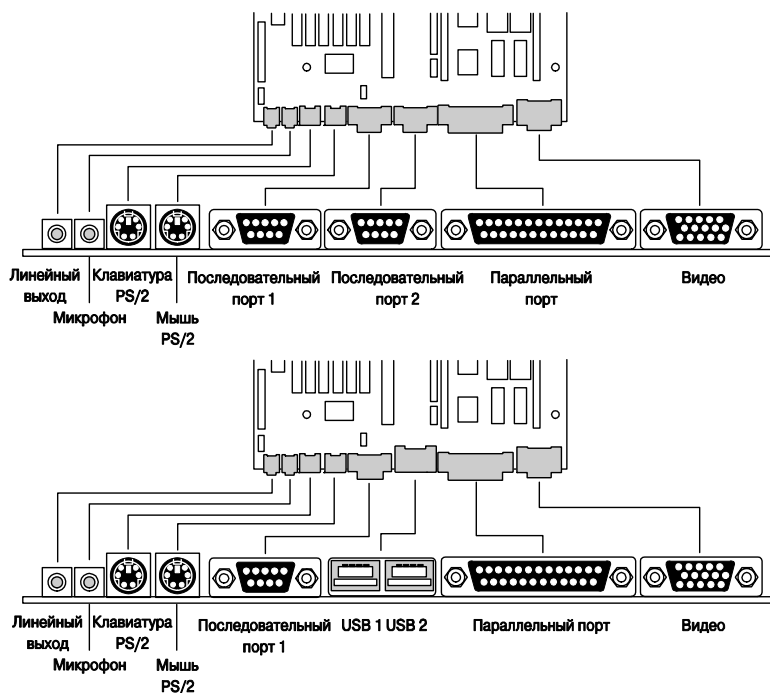 Линейный
выход
Клавиатура
PS/2
Последовательный
порт 1
Последовательный
порт 2
Параллельный
порт
Видео
Микрофон
Мышь
PS/2
Линейный
выход
Клавиатура
PS/2
Последовательный
порт 1
USB 1 USB 2
Параллельный порт
Видео
Микрофон
Мышь
PS/2